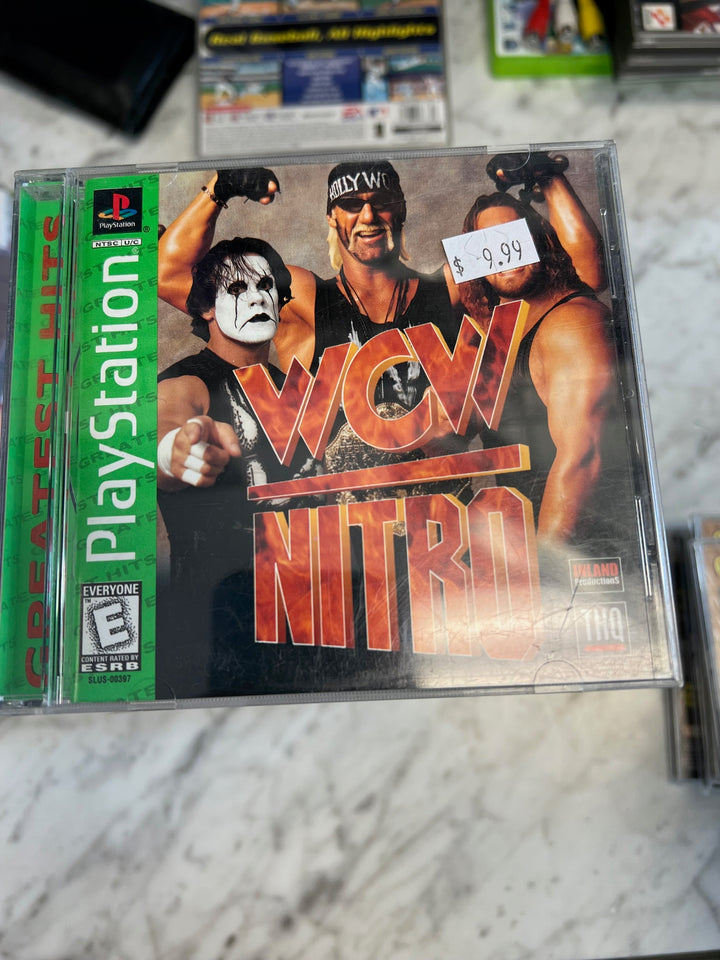 Real Baseball, All Highlights
GREATEST HITS
PlayStation
®
NTSC U/C
PlayStation
®
HOLLYWO
$ 9.99
WCW
NITRO
EVERYONE
E
™
CONTENT RATED BY
ESRB
SLUS-00397
INLAND
ProductionS
THQ